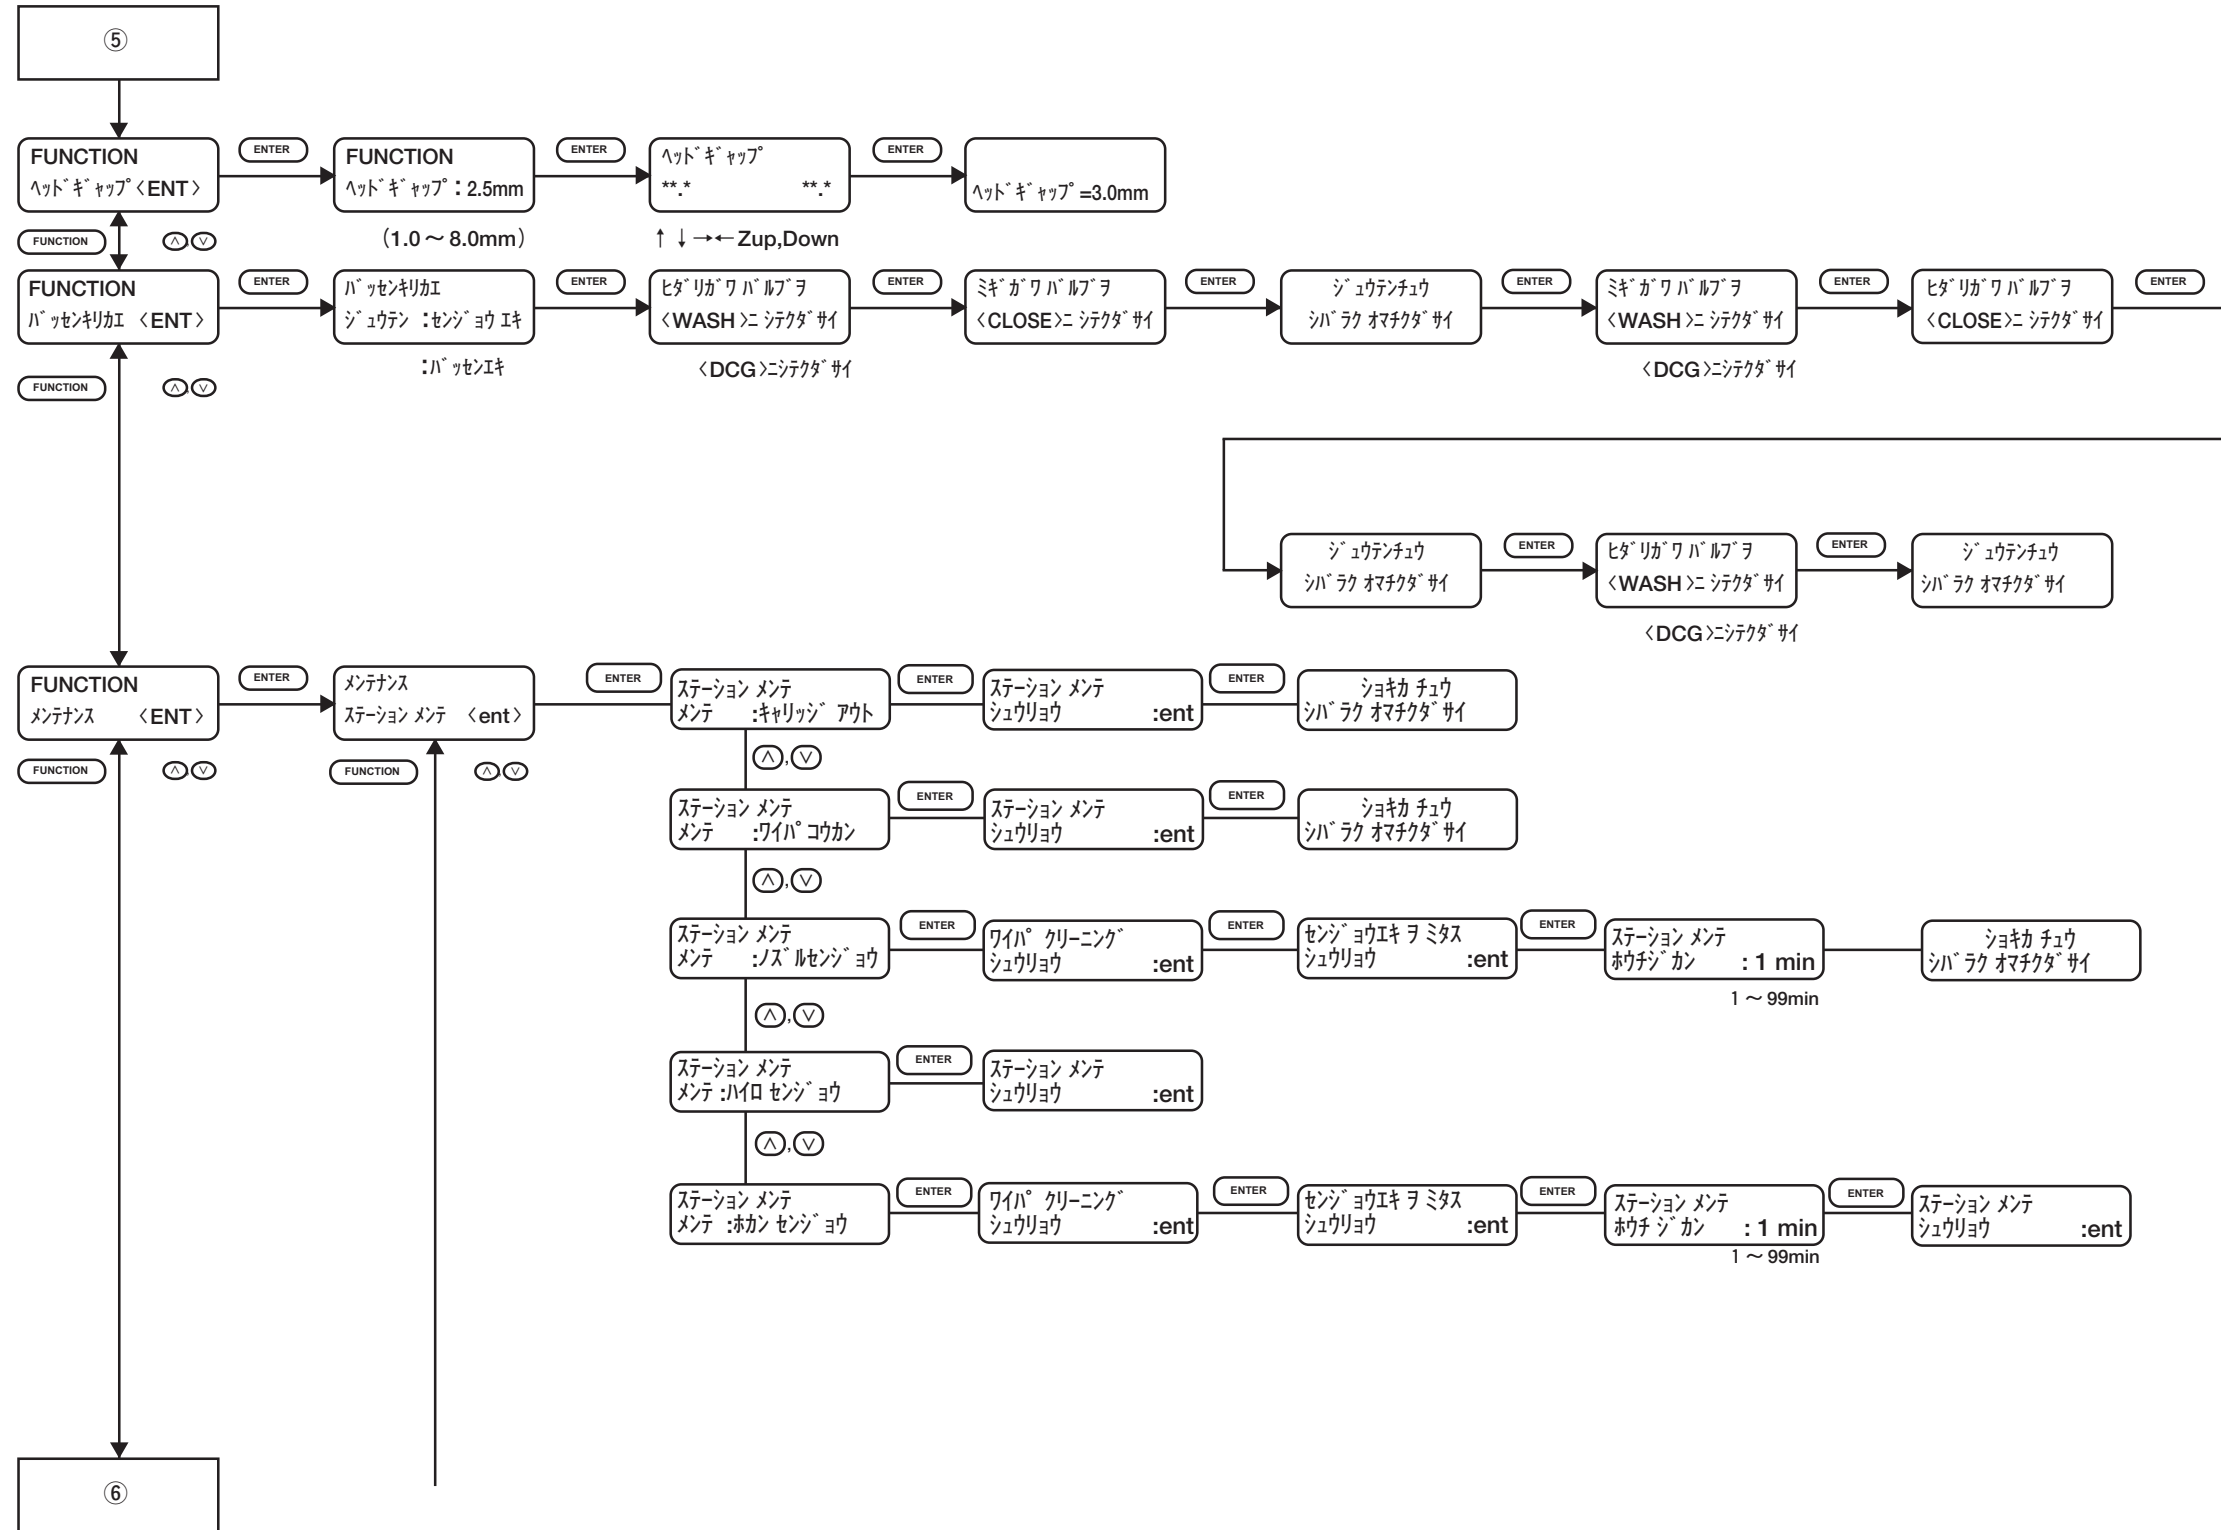 ⑤
FUNCTION
ﾍｯﾄﾞｷﾞｬｯﾌﾟ〈ENT〉
ENTER
FUNCTION
ﾍｯﾄﾞｷﾞｬｯﾌﾟ：2.5mm
（1.0～8.0mm）
ENTER
ﾍｯﾄﾞｷﾞｬｯﾌﾟ
**.* **.*
↑ ↓→←Zup,Down
ENTER
ﾍｯﾄﾞｷﾞｬｯﾌﾟ=3.0mm
FUNCTION ∧,∨
FUNCTION
ﾊﾞｯｾﾝｷﾘｶｴ 〈ENT〉
ENTER
ﾊﾞｯｾﾝｷﾘｶｴ
ｼﾞｭｳﾃﾝ ：ｾﾝｼﾞｮｳ ｴｷ
：ﾊﾞｯｾﾝｴｷ
ENTER
ﾋﾀﾞﾘｶﾞﾜ ﾊﾞﾙﾌﾞｦ
〈WASH〉ﾆ ｼﾃｸﾀﾞｻｲ
〈DCG〉ﾆｼﾃｸﾀﾞｻｲ
ENTER
ﾐｷﾞｶﾞﾜ ﾊﾞﾙﾌﾞｦ
〈CLOSE〉ﾆ ｼﾃｸﾀﾞｻｲ
ENTER
ｼﾞｭｳﾃﾝﾁｭｳ
ｼﾊﾞﾗｸ ｵﾏﾁｸﾀﾞｻｲ
ENTER
ﾐｷﾞｶﾞﾜ ﾊﾞﾙﾌﾞｦ
〈WASH〉ﾆ ｼﾃｸﾀﾞｻｲ
〈DCG〉ﾆｼﾃｸﾀﾞｻｲ
ENTER
ﾋﾀﾞﾘｶﾞﾜ ﾊﾞﾙﾌﾞｦ
〈CLOSE〉ﾆ ｼﾃｸﾀﾞｻｲ
ENTER
FUNCTION ∧,∨
ｼﾞｭｳﾃﾝﾁｭｳ
ｼﾊﾞﾗｸ ｵﾏﾁｸﾀﾞｻｲ
ENTER
ﾋﾀﾞﾘｶﾞﾜ ﾊﾞﾙﾌﾞｦ
〈WASH〉ﾆ ｼﾃｸﾀﾞｻｲ
〈DCG〉ﾆｼﾃｸﾀﾞｻｲ
ENTER
ｼﾞｭｳﾃﾝﾁｭｳ
ｼﾊﾞﾗｸ ｵﾏﾁｸﾀﾞｻｲ
FUNCTION
ﾒﾝﾃﾅﾝｽ 〈ENT〉
ENTER
ﾒﾝﾃﾅﾝｽ
ｽﾃｰｼｮﾝ ﾒﾝﾃ 〈ent〉
ENTER
ｽﾃｰｼｮﾝ ﾒﾝﾃ
ﾒﾝﾃ :ｷｬﾘｯｼﾞ ｱｳﾄ
ENTER
ｽﾃｰｼｮﾝ ﾒﾝﾃ
ｼｭｳﾘｮｳ :ent
ENTER
ｼｮｷｶ ﾁｭｳ
ｼﾊﾞﾗｸ ｵﾏﾁｸﾀﾞｻｲ
FUNCTION ∧,∨
FUNCTION ∧,∨
∧,∨
ｽﾃｰｼｮﾝ ﾒﾝﾃ
ﾒﾝﾃ :ﾜｲﾊﾟ ｺｳｶﾝ
ENTER
ｽﾃｰｼｮﾝ ﾒﾝﾃ
ｼｭｳﾘｮｳ :ent
ENTER
ｼｮｷｶ ﾁｭｳ
ｼﾊﾞﾗｸ ｵﾏﾁｸﾀﾞｻｲ
∧,∨
ｽﾃｰｼｮﾝ ﾒﾝﾃ
ﾒﾝﾃ :ﾉｽﾞﾙｾﾝｼﾞｮｳ
ENTER
ﾜｲﾊﾟ ｸﾘｰﾆﾝｸﾞ
ｼｭｳﾘｮｳ :ent
ENTER
ｾﾝｼﾞｮｳｴｷ ｦ ﾐﾀｽ
ｼｭｳﾘｮｳ :ent
ENTER
ｽﾃｰｼｮﾝ ﾒﾝﾃ
ﾎｳﾁｼﾞｶﾝ : 1 min
1～99min
ｼｮｷｶ ﾁｭｳ
ｼﾊﾞﾗｸ ｵﾏﾁｸﾀﾞｻｲ
∧,∨
ｽﾃｰｼｮﾝ ﾒﾝﾃ
ﾒﾝﾃ :ﾊｲﾛ ｾﾝｼﾞｮｳ
ENTER
ｽﾃｰｼｮﾝ ﾒﾝﾃ
ｼｭｳﾘｮｳ :ent
∧,∨
ｽﾃｰｼｮﾝ ﾒﾝﾃ
ﾒﾝﾃ :ﾎｶﾝ ｾﾝｼﾞｮｳ
ENTER
ﾜｲﾊﾟ ｸﾘｰﾆﾝｸﾞ
ｼｭｳﾘｮｳ :ent
ENTER
ｾﾝｼﾞｮｳｴｷ ｦ ﾐﾀｽ
ｼｭｳﾘｮｳ :ent
ENTER
ｽﾃｰｼｮﾝ ﾒﾝﾃ
ﾎｳﾁ ｼﾞｶﾝ : 1 min
1～99min
ENTER
ｽﾃｰｼｮﾝ ﾒﾝﾃ
ｼｭｳﾘｮｳ :ent
⑥